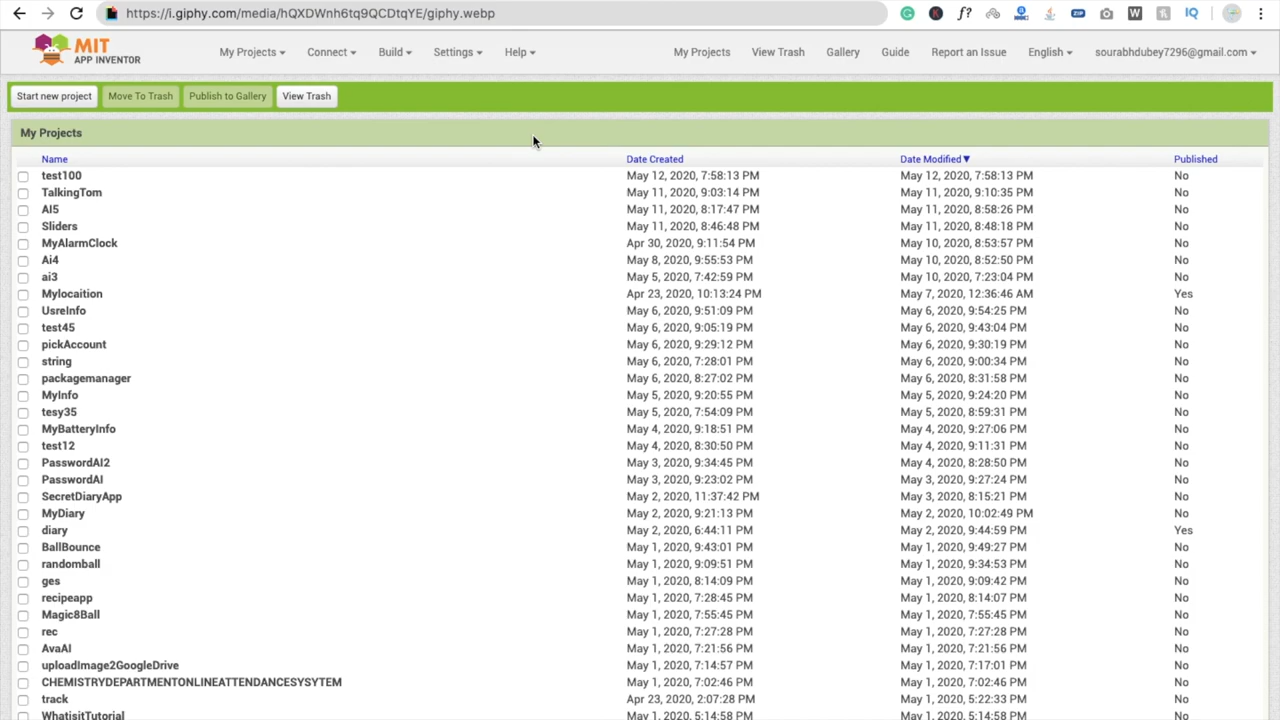 https://i.giphy.com/media/hQXDWnh6tq9QCDtqYE/giphy.webp
MIT APP INVENTOR My Projects Connect Build Settings Help My Projects View Trash Gallery Guide Report an Issue English sourabhdubey7296@gmail.com
Start new project Move To Trash Publish to Gallery View Trash
My Projects
Name Date Created Date Modified▼ Published
test100 May 12, 2020, 7:58:13 PM May 12, 2020, 7:58:13 PM No
TalkingTom May 11, 2020, 9:03:14 PM May 11, 2020, 9:10:35 PM No
AI5 May 11, 2020, 8:17:47 PM May 11, 2020, 8:58:26 PM No
Sliders May 11, 2020, 8:46:48 PM May 11, 2020, 8:48:18 PM No
MyAlarmClock Apr 30, 2020, 9:11:54 PM May 10, 2020, 8:53:57 PM No
Ai4 May 8, 2020, 9:55:53 PM May 10, 2020, 8:52:50 PM No
ai3 May 5, 2020, 7:42:59 PM May 10, 2020, 7:23:04 PM No
Mylocaition Apr 23, 2020, 10:13:24 PM May 7, 2020, 12:36:46 AM Yes
UsreInfo May 6, 2020, 9:51:09 PM May 6, 2020, 9:54:25 PM No
test45 May 6, 2020, 9:05:19 PM May 6, 2020, 9:43:04 PM No
pickAccount May 6, 2020, 9:29:12 PM May 6, 2020, 9:30:19 PM No
string May 6, 2020, 7:28:01 PM May 6, 2020, 9:00:34 PM No
packagemanager May 6, 2020, 8:27:02 PM May 6, 2020, 8:31:58 PM No
MyInfo May 5, 2020, 9:20:55 PM May 5, 2020, 9:24:20 PM No
tesy35 May 5, 2020, 7:54:09 PM May 5, 2020, 8:59:31 PM No
MyBatteryInfo May 4, 2020, 9:18:51 PM May 4, 2020, 9:27:06 PM No
test12 May 4, 2020, 8:30:50 PM May 4, 2020, 9:11:31 PM No
PasswordAI2 May 3, 2020, 9:34:45 PM May 4, 2020, 8:28:50 PM No
PasswordAI May 3, 2020, 9:23:02 PM May 3, 2020, 9:27:24 PM No
SecretDiaryApp May 2, 2020, 11:37:42 PM May 3, 2020, 8:15:21 PM No
MyDiary May 2, 2020, 9:21:13 PM May 2, 2020, 10:02:49 PM No
diary May 2, 2020, 6:44:11 PM May 2, 2020, 9:44:59 PM Yes
BallBounce May 1, 2020, 9:43:01 PM May 1, 2020, 9:49:27 PM No
randomball May 1, 2020, 9:09:51 PM May 1, 2020, 9:34:53 PM No
ges May 1, 2020, 8:14:09 PM May 1, 2020, 9:09:42 PM No
recipeapp May 1, 2020, 7:28:45 PM May 1, 2020, 8:14:07 PM No
Magic8Ball May 1, 2020, 7:55:45 PM May 1, 2020, 7:55:45 PM No
rec May 1, 2020, 7:27:28 PM May 1, 2020, 7:27:28 PM No
AvaAI May 1, 2020, 7:21:56 PM May 1, 2020, 7:21:56 PM No
uploadImage2GoogleDrive May 1, 2020, 7:14:57 PM May 1, 2020, 7:17:01 PM No
CHEMISTRYDEPARTMENTONLINEATTENDANCESYSYTEM May 1, 2020, 7:02:46 PM May 1, 2020, 7:02:46 PM No
track Apr 23, 2020, 2:07:28 PM May 1, 2020, 5:22:33 PM No
WhatisitTutorial May 1, 2020, 5:14:58 PM May 1, 2020, 5:14:58 PM No